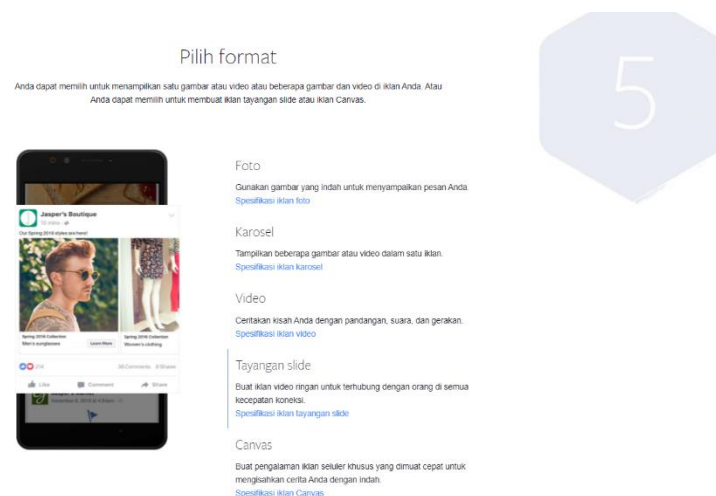 Pilih format
5
Anda dapat memilih untuk menampilkan satu gambar atau video atau beberapa gambar dan video di iklan Anda. Atau
Anda dapat memilih untuk membuat iklan tayangan slide atau iklan Canvas.
Jasper's Boutique
10 mins
Our Spring 2016 styles are here!
Spring 2016 Collection
Men's sunglasses
Learn More
Spring 2016 Collection
Women's clothing
214
Comments
Shares
Like
Comment
Share
Foto
Gunakan gambar yang indah untuk menyampaikan pesan Anda.
Spesifikasi iklan foto
Karosel
Tampilkan beberapa gambar atau video dalam satu iklan.
Spesifikasi iklan karosel
Video
Ceritakan kisah Anda dengan pandangan, suara, dan gerakan.
Spesifikasi iklan video
Tayangan slide
Buat iklan video ringan untuk terhubung dengan orang di semua
kecepatan koneksi.
Spesifikasi iklan tayangan slide
Canvas
Buat pengalaman iklan seluler khusus yang dimuat cepat untuk
mengisahkan cerita Anda dengan indah.
Spesifikasi iklan Canvas